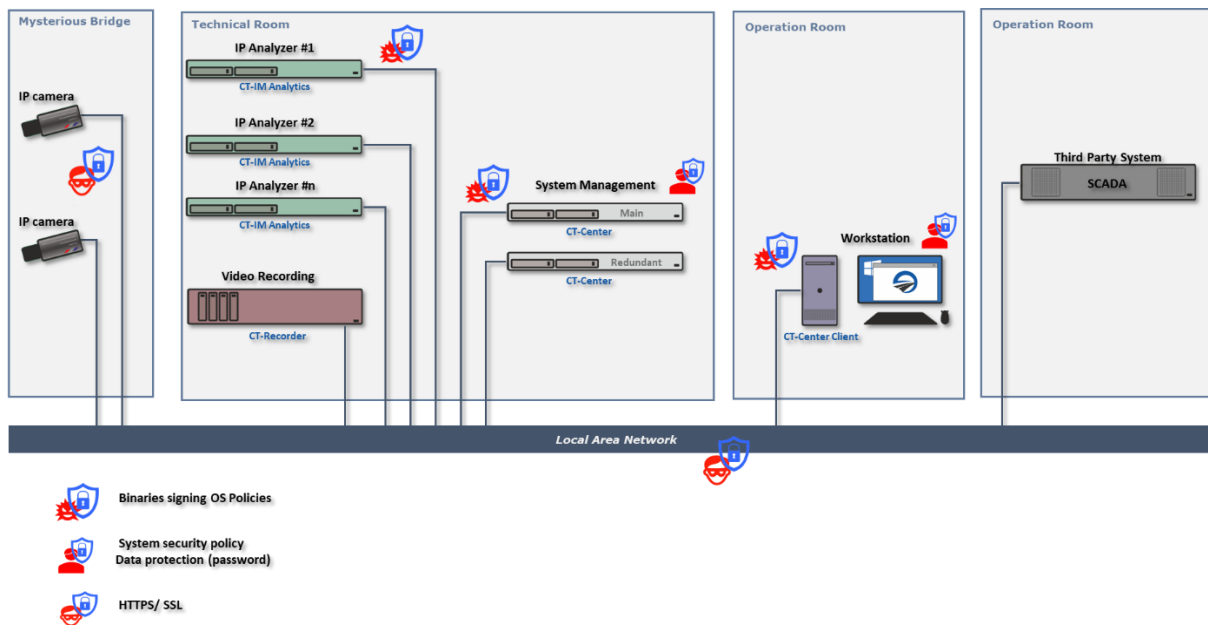 Mysterious Bridge
IP camera
IP camera
Technical Room
IP Analyzer #1
CT-IM Analytics
IP Analyzer #2
CT-IM Analytics
IP Analyzer #n
CT-IM Analytics
Video Recording
CT-Recorder
System Management
Main
CT-Center
Redundant
CT-Center
Operation Room
Workstation
CT-Center Client
Operation Room
Third Party System
SCADA
Local Area Network
Binaries signing OS Policies
System security policy
Data protection (password)
HTTPS/ SSL